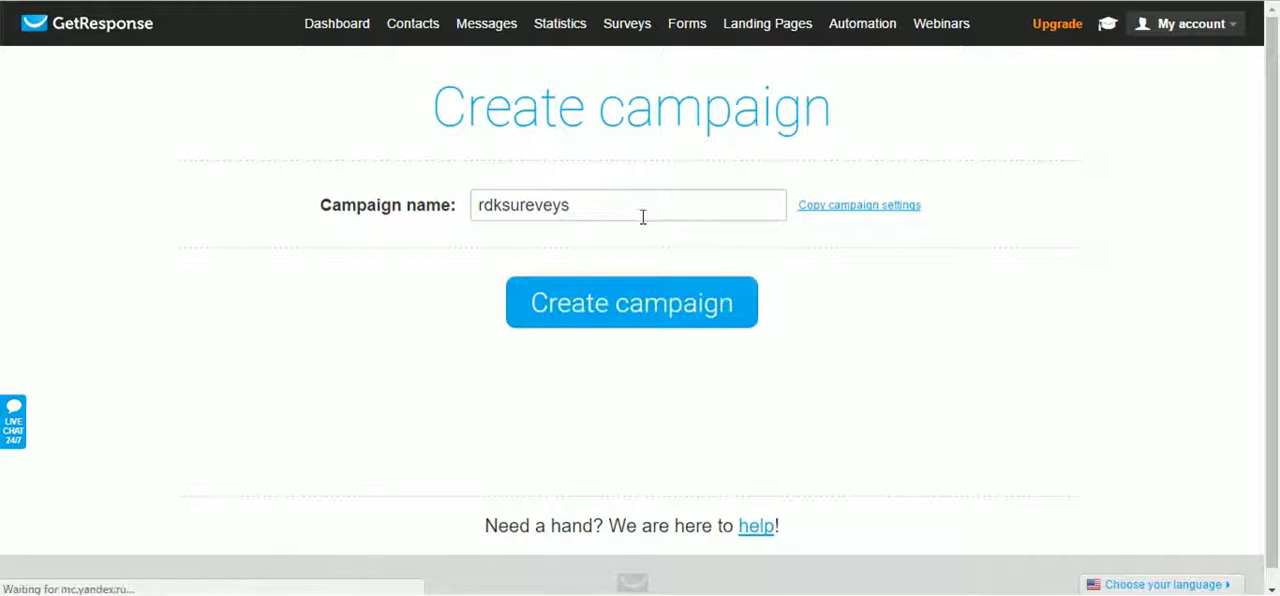 GetResponse
Dashboard Contacts Messages Statistics Surveys Forms Landing Pages Automation Webinars Upgrade My account
Create campaign
Campaign name: rdksureveys Copy campaign settings
Create campaign
LIVE
CHAT
24/7
Need a hand? We are here to help!
Waiting for mc.yandex.ru...
Choose your language